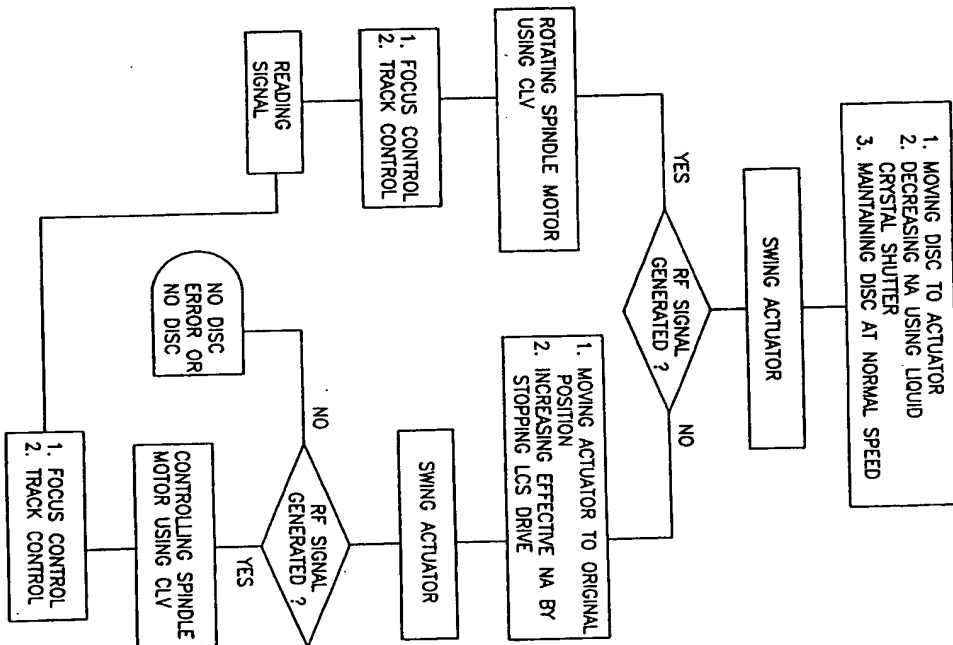 1. MOVING DISC TO ACTUATOR
2. DECREASING NA USING LIQUID
CRYSTAL SHUTTER
3. MAINTAINING DISC AT NORMAL SPEED
SWING ACTUATOR
RF SIGNAL
GENERATED ?
YES
NO
ROTATING SPINDLE MOTOR
USING CLV
1. FOCUS CONTROL
2. TRACK CONTROL
READING
SIGNAL
1. MOVING ACTUATOR TO ORIGINAL
POSITION
2. INCREASING EFFECTIVE NA BY
STOPPING LCS DRIVE
SWING ACTUATOR
RF SIGNAL
GENERATED ?
NO
YES
NO DISC
ERROR OR
NO DISC
CONTROLLING SPINDLE
MOTOR USING CLV
1. FOCUS CONTROL
2. TRACK CONTROL